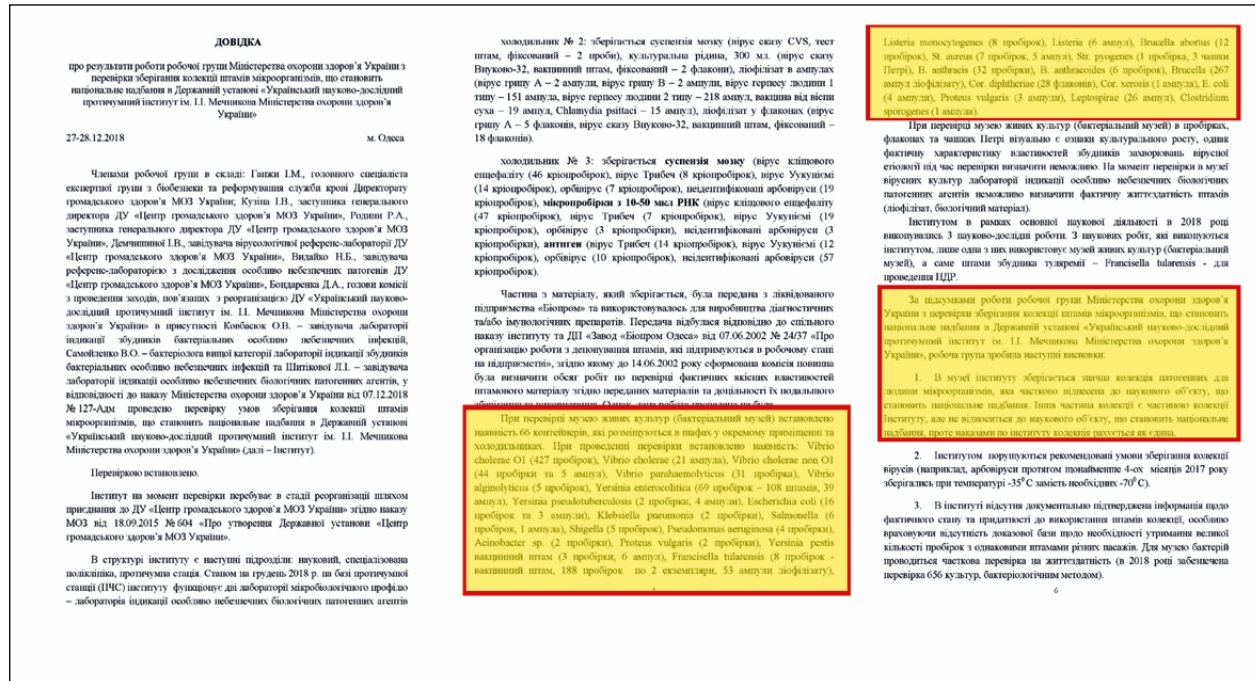 ДОВІДКА
про результати роботи робочої групи Міністерства охорони здоров'я України з
перевірки зберігання колекції штамів мікроорганізмів, що становить
національне надбання в Державній установі «Український науково-дослідний
протичумний інститут ім. І.І. Мечникова Міністерства охорони здоров'я
України»
27-28.12.2018 м. Одеса
Членами робочої групи в складі: Ганжи І.М., головного спеціаліста
експертної групи з біобезпеки та реформування служби крові Директорату
громадського здоров'я МОЗ України; Кузіна І.В., заступника генерального
директора ДУ «Центр громадського здоров'я МОЗ України», Родини Р.А.,
заступника генерального директора ДУ «Центр громадського здоров'я МОЗ
України», Демчишиної І.В., завідувача вірусологічної референс-лабораторії ДУ
«Центр громадського здоров'я МОЗ України», Видайко Н.Б., завідувача
референс-лабораторією з дослідження особливо небезпечних патогенів ДУ
«Центр громадського здоров'я МОЗ України», Бондаренка Д.А., голови комісії
з проведення заходів, пов'язаних з реорганізацією ДУ «Український науково-
дослідний протичумний інститут ім. І.І. Мечникова Міністерства охорони
здоров'я України» в присутності Ковбасюк О.В. – завідувача лабораторії
індикації збудників бактеріальних особливо небезпечних інфекцій,
Самойленко В.О. – бактеріолога вищої категорії лабораторії індикації збудників
бактеріальних особливо небезпечних інфекцій та Шитікової Л.І. – завідувача
лабораторії індикації особливо небезпечних біологічних патогенних агентів, у
відповідності до наказу Міністерства охорони здоров'я України від 07.12.2018
№ 127-Адм проведено перевірку умов зберігання колекції штамів
мікроорганізмів, що становить національне надбання в Державній установі
«Український науково-дослідний протичумний інститут ім. І.І. Мечникова
Міністерства охорони здоров'я України» (далі – Інститут).
Перевіркою встановлено.
Інститут на момент перевірки перебуває в стадії реорганізації шляхом
приєднання до ДУ «Центр громадського здоров'я МОЗ України» згідно наказу
МОЗ від 18.09.2015 № 604 «Про утворення Державної установи «Центр
громадського здоров'я МОЗ України».
В структурі інституту є наступні підрозділи: науковий, спеціалізована
поліклініка, протичумна станція. Станом на грудень 2018 р. на базі протичумної
станції (ПЧС) інституту функціонує дві лабораторії мікробіологічного профілю
– лабораторія індикації особливо небезпечних біологічних патогенних агентів
холодильник № 2: зберігається суспензія мозку (вірус сказу CVS, тест
штам, фіксований – 2 проби), культуральна рідина, 300 мл. (вірус сказу
Внуково-32, вакцинний штам, фіксований – 2 флакони), ліофілізат в ампулах
(вірус грипу А – 2 ампули, вірус грипу В – 2 ампули, вірус герпесу людини 1
типу – 151 ампула, вірус герпесу людини 2 типу – 218 ампул, вакцина від віспи
суха – 19 ампул, Chlamydia psittaci – 15 ампул), ліофілізат у флаконах (вірус
грипу А – 5 флаконів, вірус сказу Внуково-32, вакцинний штам, фіксований –
18 флаконів).
холодильник № 3: зберігається суспензія мозку (вірус кліщового
енцефаліту (46 кріопробірок), вірус Трибеч (8 кріопробірок), вірус Уукуніємі
(14 кріопробірок), орбівірус (7 кріопробірок), неідентифіковані арбовіруси (19
кріопробірок), мікропробірки з 10-50 мкл РНК (вірус кліщового енцефаліту
(47 кріопробірок), вірус Трибеч (7 кріопробірок), вірус Уукуніємі (19
кріопробірок), орбівірус (3 кріопробірки), неідентифіковані арбовіруси (3
кріопробірки), антиген (вірус Трибеч (14 кріопробірок), вірус Уукуніємі (12
кріопробірок), орбівірус (10 кріопробірок), неідентифіковані арбовіруси (57
кріопробірок).
Частина з матеріалу, який зберігається, була передана з ліквідованого
підприємства «Біопром» та використовувалось для виробництва діагностичних
та/або імунологічних препаратів. Передача відбулася відповідно до спільного
наказу інституту та ДП «Завод «Біопром Одеса» від 07.06.2002 № 24/37 «Про
організацію роботи з депонування штамів, які підтримуються в робочому стані
на підприємстві», згідно якому до 14.06.2002 року сформована комісія повинна
була визначити обсяг робіт по перевірці фактичних якісних властивостей
штамового матеріалу згідно переданих матеріалів та доцільності їх подальшого
При перевірці музею живих культур (бактеріальний музей) встановлено
наявність 66 контейнерів, які розміщуються в шафах у окремому приміщенні та
холодильниках. При проведенні перевірки встановлено наявність: Vibrio
cholerae O1 (427 пробірок), Vibrio cholerae (21 ампула), Vibrio cholerae non O1
(44 пробірки та 5 ампул), Vibrio parahaemolyticus (31 пробірка), Vibrio
alginolyticus (5 пробірок), Yersinia enterocolitica (69 пробірок – 108 штамів, 39
ампул), Yersinia pseudotuberculosis (2 пробірки, 4 ампули), Escherichia coli (16
пробірок та 3 ампули), Klebsiella pneumonia (2 пробірки), Salmonella (6
пробірок, 1 ампула), Shigella (5 пробірок), Pseudomonas aeruginosa (4 пробірки),
Acinobacter sp. (2 пробірки), Proteus vulgaris (2 пробірки), Yersinia pestis
вакцинний штам (3 пробірки, 6 ампул), Francisella tularensis (8 пробірок -
вакцинний штам, 188 пробірок по 2 екземпляри, 53 ампули ліофілізату),
Listeria monocytogenes (8 пробірок), Listeria (6 ампул), Brucella abortus (12
пробірок), St. aureus (7 пробірок, 5 ампул), Str. pyogenes (1 пробірка, 3 чашки
Петрі), B. anthracis (32 пробірки), B. anthracoides (6 пробірок), Brucella (267
ампул ліофілізату), Cor. diphtheriae (28 флаконів), Cor. xerosis (1 ампула), E. coli
(4 ампули), Proteus vulgaris (3 ампули), Leptospirae (26 ампул), Clostridium
sporogenes (1 ампула).
При перевірці музею живих культур (бактеріальний музей) в пробірках,
флаконах та чашках Петрі візуально є ознаки культурального росту, однак
фактичну характеристику властивостей збудників захворювань вірусної
етіології під час перевірки визначити неможливо. На момент перевірки в музеї
вірусних культур лабораторії індикації особливо небезпечних біологічних
патогенних агентів неможливо визначити фактичну життєздатність штамів
(ліофілізат, біологічний матеріал).
Інститутом в рамках основної наукової діяльності в 2018 році
виконувались 3 науково-дослідні роботи. З наукових робіт, які виконуються
інститутом, лише одна з них використовує музей живих культур (бактеріальний
музей), а саме штами збудника туляремії – Francisella tularensis - для
проведення НДР.
За підсумками роботи робочої групи Міністерства охорони здоров'я
України з перевірки зберігання колекції штамів мікроорганізмів, що становить
національне надбання в Державній установі «Український науково-дослідний
протичумний інститут ім. І.І. Мечникова Міністерства охорони здоров'я
України», робоча група зробила наступні висновки:
1. В музеї інституту зберігається значна колекція патогенних для
людини мікроорганізмів, яка частково віднесена до наукового об'єкту, що
становить національне надбання. Інша частина колекції є частиною колекції
Інституту, але не відноситься до наукового об'єкту, що становить національне
надбання, проте наказами по інституту колекція рахується як єдина.
2. Інститутом порушуються рекомендовані умови зберігання колекції
вірусів (наприклад, арбовіруси протягом щонайменше 4-ох місяців 2017 року
зберігались при температурі -35⁰ С замість необхідних -70⁰ С).
3. В інституті відсутня документально підтверджена інформація щодо
фактичного стану та придатності до використання штамів колекції, особливо
враховуючи відсутність доказової бази щодо необхідності утримання великої
кількості пробірок з однаковими штамами різних пасажів. Для музею бактерій
проводиться часткова перевірка на життєздатність (в 2018 році забезпечена
перевірка 656 культур, бактеріологічним методом).
6